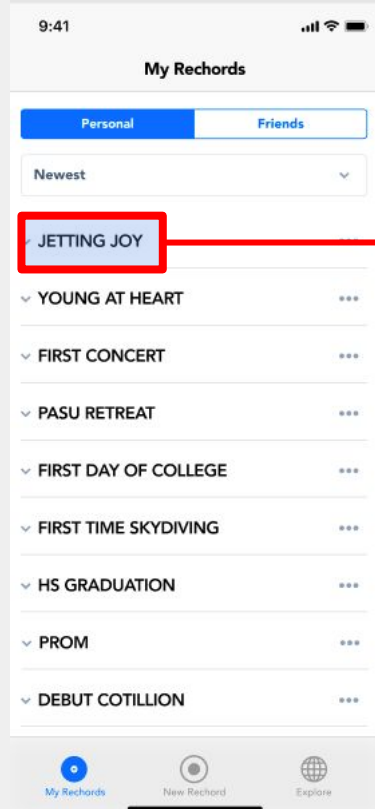 9:41
My Rechords
Personal Friends
Newest
JETTING JOY
YOUNG AT HEART
FIRST CONCERT
PASU RETREAT
FIRST DAY OF COLLEGE
FIRST TIME SKYDIVING
HS GRADUATION
PROM
DEBUT COTILLION
My Rechords New Rechord Explore